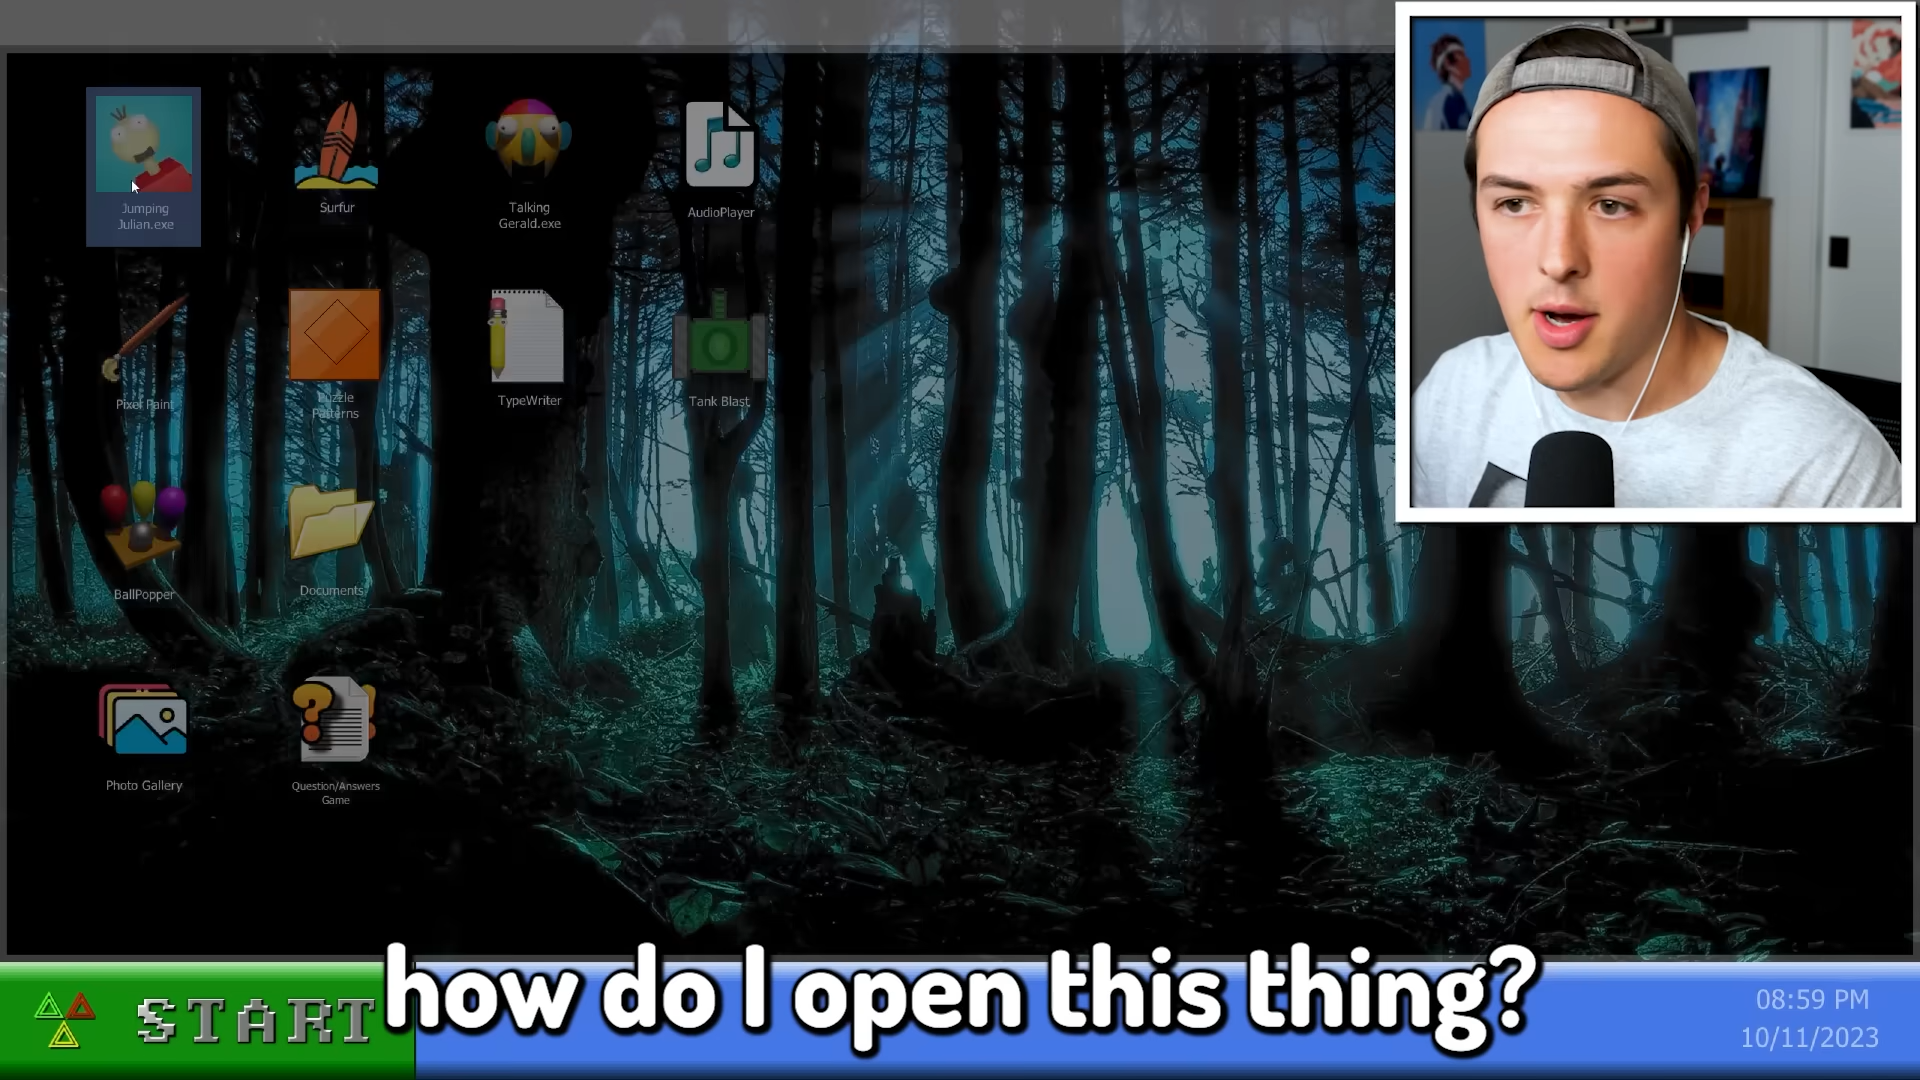 Jumping
Julian.exe
Surfur
Talking
Gerald.exe
AudioPlayer
Pixel Paint
Puzzle
Patterns
TypeWriter
Tank Blast
BallPopper
Documents
Photo Gallery
Question/Answers
Game
how do I open this thing?
START
08:59 PM
10/11/2023